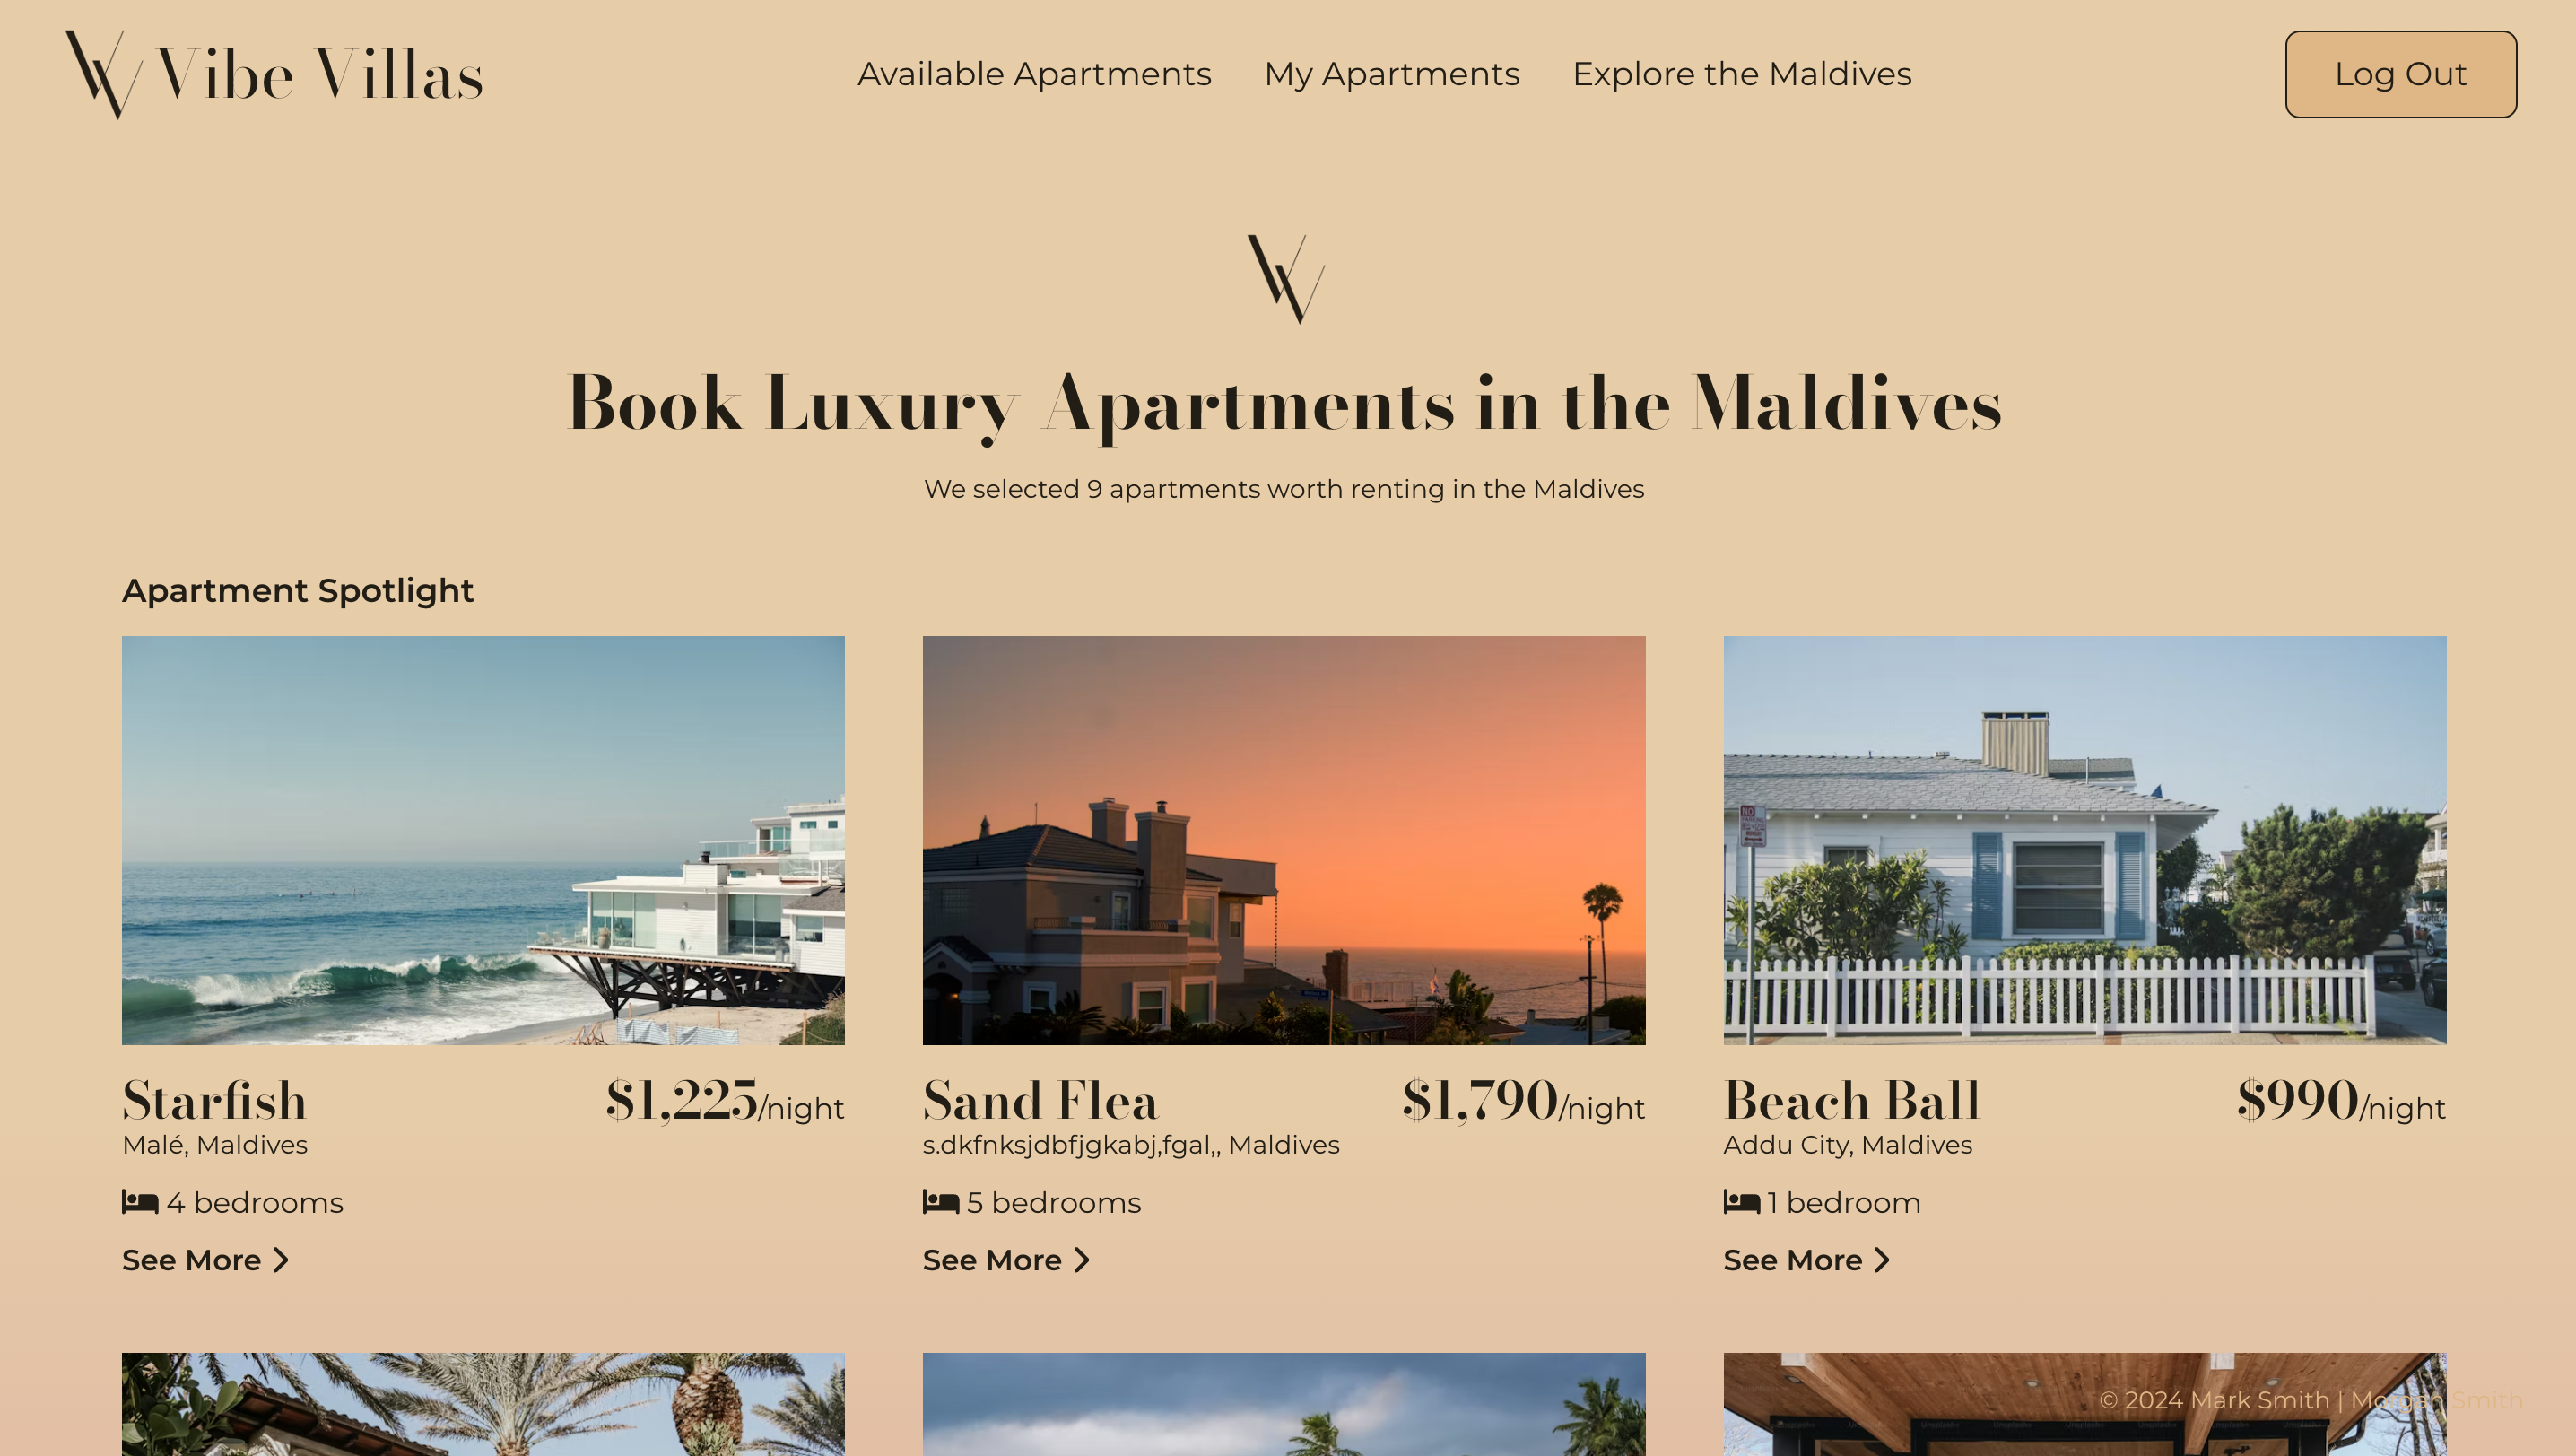 Vibe Villas
Available Apartments
My Apartments
Explore the Maldives
Log Out
Book Luxury Apartments in the Maldives
We selected 9 apartments worth renting in the Maldives
Apartment Spotlight
NO
Starfish
$1,225/night
Malé, Maldives
4 bedrooms
See More
Sand Flea
$1,790/night
s.dkfnksjdbfjgkabj,fgal,, Maldives
5 bedrooms
See More
Beach Ball
$990/night
Addu City, Maldives
1 bedroom
See More
© 2024 Mark Smith | Morgan Smith